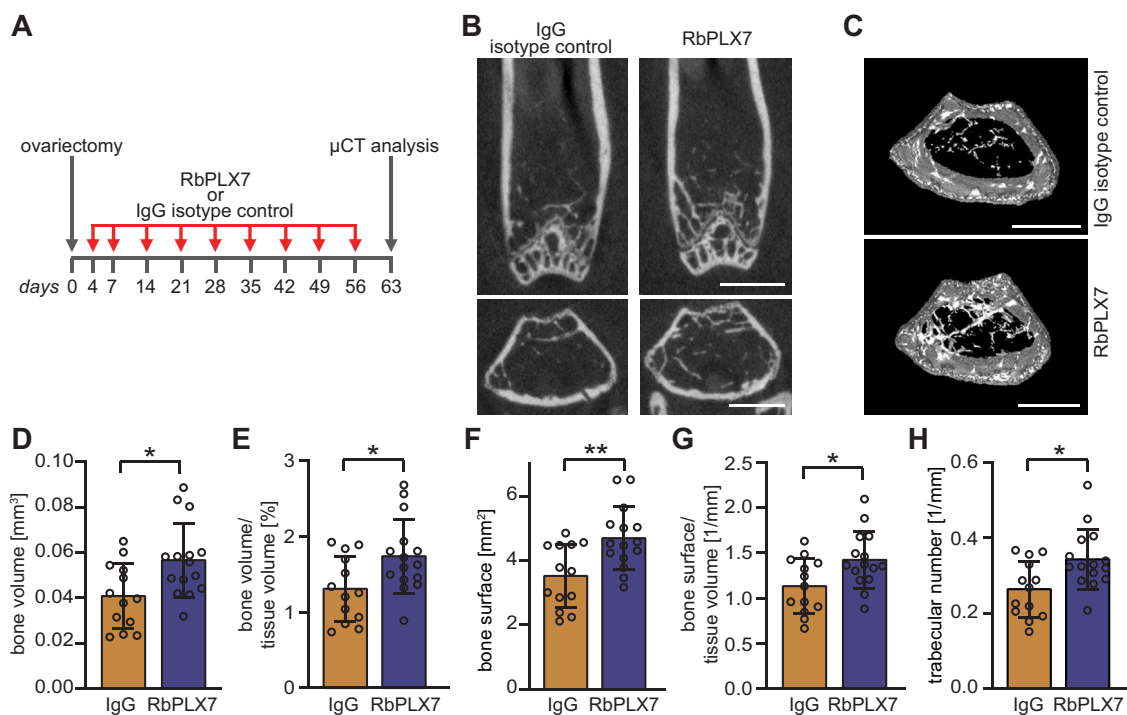 A
ovariectomy
µCT analysis
RbPLX7
or
IgG isotype control
days 0 4 7 14 21 28 35 42 49 56 63
B
IgG
isotype control
RbPLX7
C
IgG isotype control
RbPLX7
D
bone volume [mm³]
0.10
0.08
0.06
0.04
0.02
0.00
*
IgG RbPLX7
E
bone volume/
tissue volume [%]
3
2
1
0
*
IgG RbPLX7
F
bone surface [mm²]
6
4
2
0
**
IgG RbPLX7
G
bone surface/
tissue volume [1/mm]
2.5
2.0
1.5
1.0
0.5
0.0
*
IgG RbPLX7
H
trabecular number [1/mm]
0.6
0.4
0.2
0.0
*
IgG RbPLX7